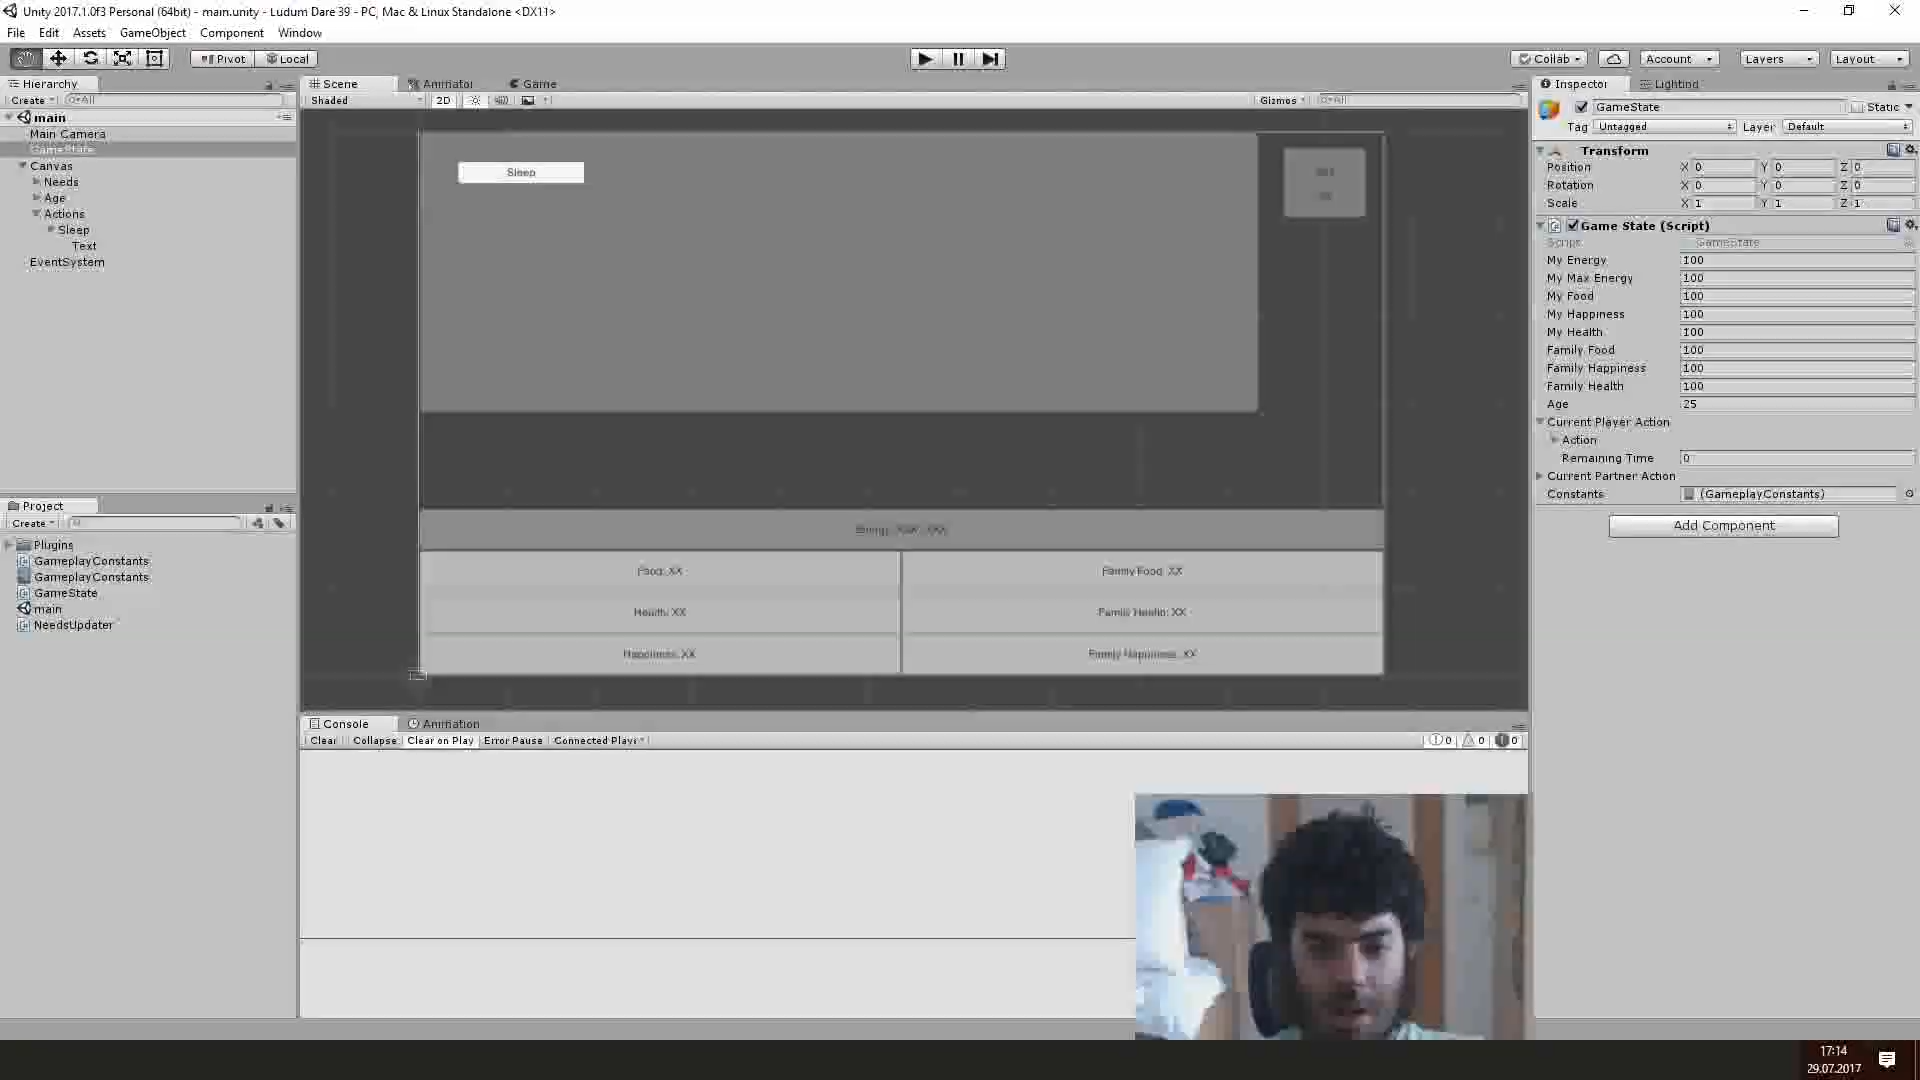 Unity 2017.1.0f3 Personal (64bit) - main.unity - Ludum Dare 39 - PC, Mac & Linux Standalone <DX11>
File Edit Assets GameObject Component Window
Pivot Local
Collab Account Layers Layout
Hierarchy
Create All
main
Main Camera
GameState
Canvas
Needs
Age
Actions
Sleep
Text
EventSystem
Project
Create
Plugins
GameplayConstants
GameplayConstants
GameState
main
NeedsUpdater
Scene Animator Game
Shaded 2D Gizmos All
Sleep
Food: XX Family Food: XX
Health: XX Family Health: XX
Happiness: XX Family Happiness: XX
Console Animation
Clear Collapse Clear on Play Error Pause Connected Playe
0 0 0
Inspector Lighting
GameState Static
Tag Untagged Layer Default
Transform
Position X 0 Y 0 Z 0
Rotation X 0 Y 0 Z 0
Scale X 1 Y 1 Z 1
Game State (Script)
Script GameState
My Energy 100
My Max Energy 100
My Food 100
My Happiness 100
My Health 100
Family Food 100
Family Happiness 100
Family Health 100
Age 25
Current Player Action
Action
Remaining Time 0
Current Partner Action
Constants (GameplayConstants)
Add Component
17:14
29.07.2017